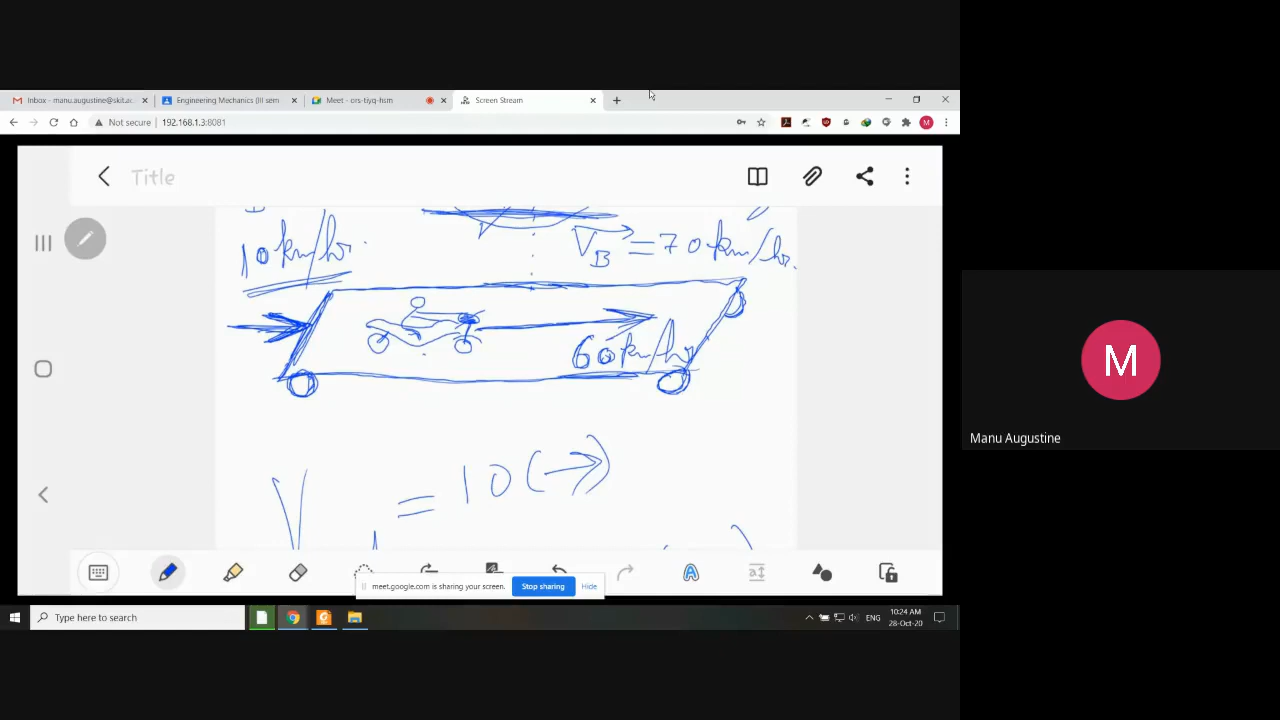 Inbox - manu.augustine@skit.ac.
Engineering Mechanics (III sem
Meet - ors-tiyq-hsm
Screen Stream
Not secure
192.168.1.3:8081
M
Title
10 km/hr.
V_B = 70 km/hr.
60 km/hr
V = 10 (→)
M
Manu Augustine
A
meet.google.com is sharing your screen.
Stop sharing
Hide
Type here to search
ENG
10:24 AM
28-Oct-20